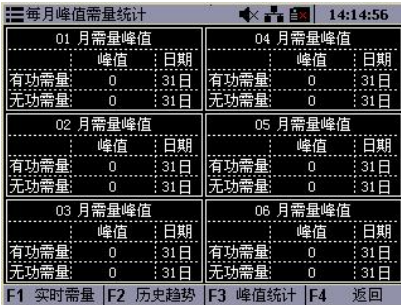 每月峰值需量统计 14:14:56
01 月需量峰值
峰值 日期
有功需量 0 31日
无功需量 0 31日
04 月需量峰值
峰值 日期
有功需量 0 31日
无功需量 0 31日
02 月需量峰值
峰值 日期
有功需量 0 31日
无功需量 0 31日
05 月需量峰值
峰值 日期
有功需量 0 31日
无功需量 0 31日
03 月需量峰值
峰值 日期
有功需量 0 31日
无功需量 0 31日
06 月需量峰值
峰值 日期
有功需量 0 31日
无功需量 0 31日
F1 实时需量 F2 历史趋势 F3 峰值统计 F4 返回